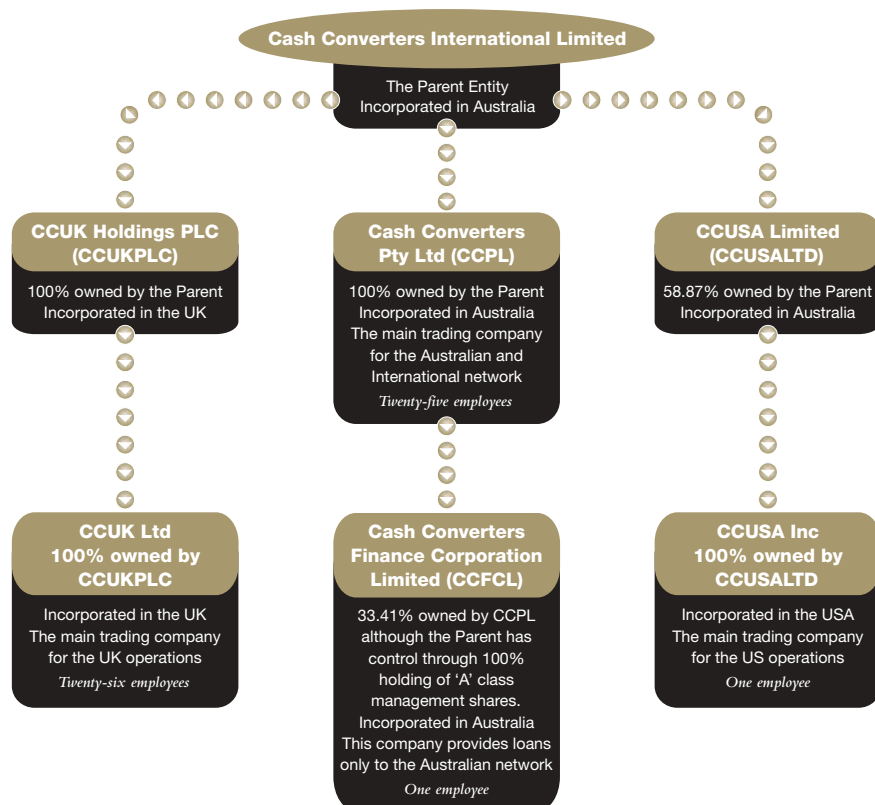 Cash Converters International Limited
The Parent Entity
Incorporated in Australia
CCUK Holdings PLC
(CCUKPLC)
100% owned by the Parent
Incorporated in the UK
Cash Converters
Pty Ltd (CCPL)
100% owned by the Parent
Incorporated in Australia
The main trading company
for the Australian and
International network
Twenty-five employees
CCUSA Limited
(CCUSALTD)
58.87% owned by the Parent
Incorporated in Australia
CCUK Ltd
100% owned by
CCUKPLC
Incorporated in the UK
The main trading company
for the UK operations
Twenty-six employees
Cash Converters
Finance Corporation
Limited (CCFCL)
33.41% owned by CCPL
although the Parent has
control through 100%
holding of ‘A’ class
management shares.
Incorporated in Australia
This company provides loans
only to the Australian network
One employee
CCUSA Inc
100% owned by
CCUSALTD
Incorporated in the USA
The main trading company
for the US operations
One employee